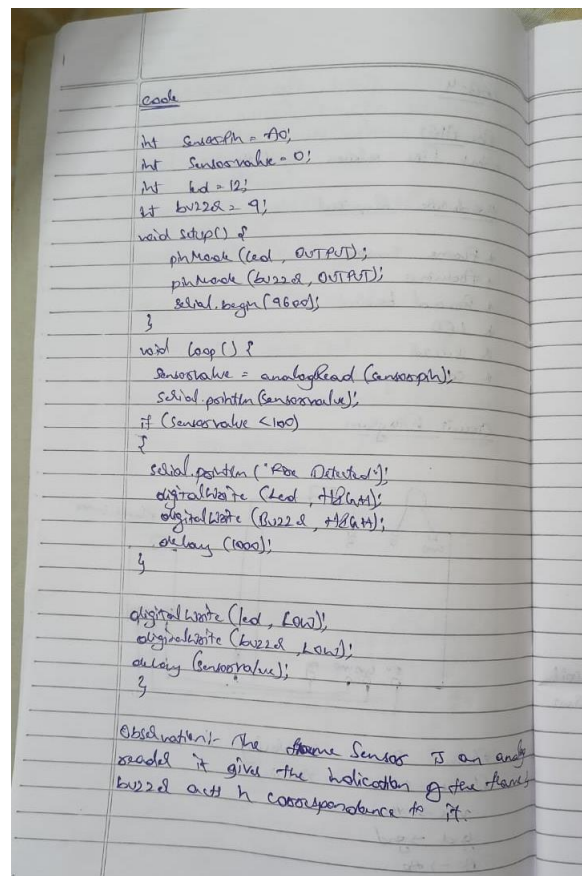 code
int sensorpin = A0;
int sensorvalue = 0;
int led = 12;
int buzzer = 9;
void setup() {
pinMode (led, OUTPUT);
pinMode (buzzer, OUTPUT);
serial.begin(9600);
}
void loop() {
sensorvalue = analogRead (sensorpin);
serial.println(sensorvalue);
if (sensorvalue <100)
{
serial.println("Fire Detected");
digitalWrite (Led, HIGH);
digitalWrite (Buzzer, HIGH);
delay (1000);
}
digitalWrite (led, LOW);
digitalWrite (buzzer, LOW);
delay (sensorvalue);
}
Observation:- The flame Sensor is an
reader it gives the indication of the
buzzer acts in correspondance to it.